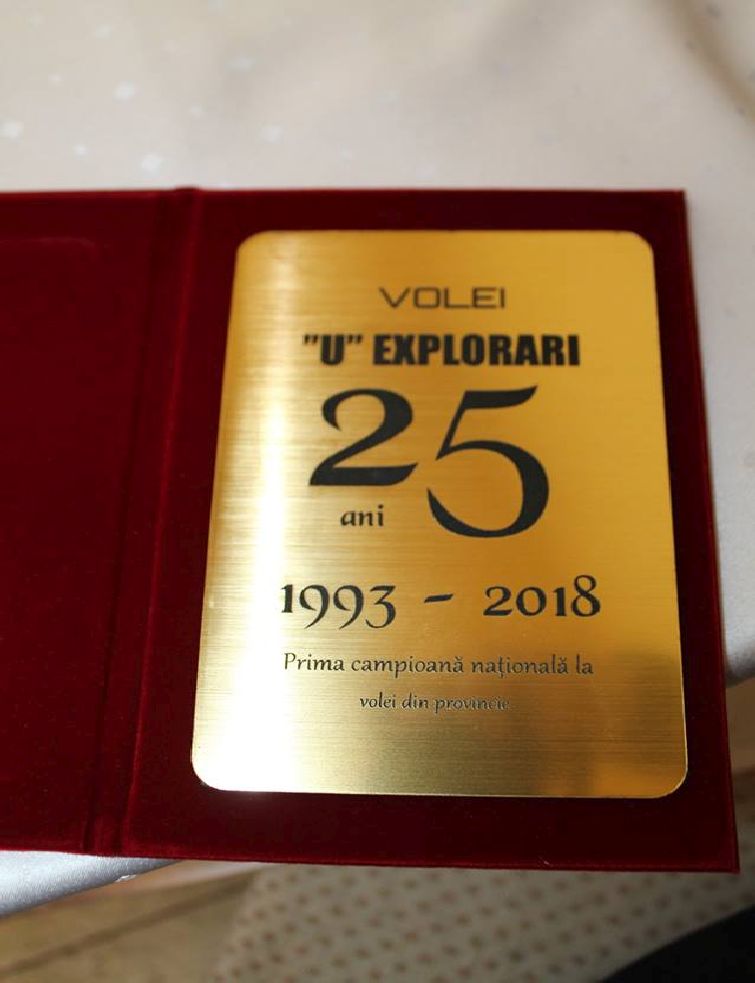 VOLEI
"U" EXPLORARI
25
ani
1993 - 2018
Prima campioană națională la
volei din provincie